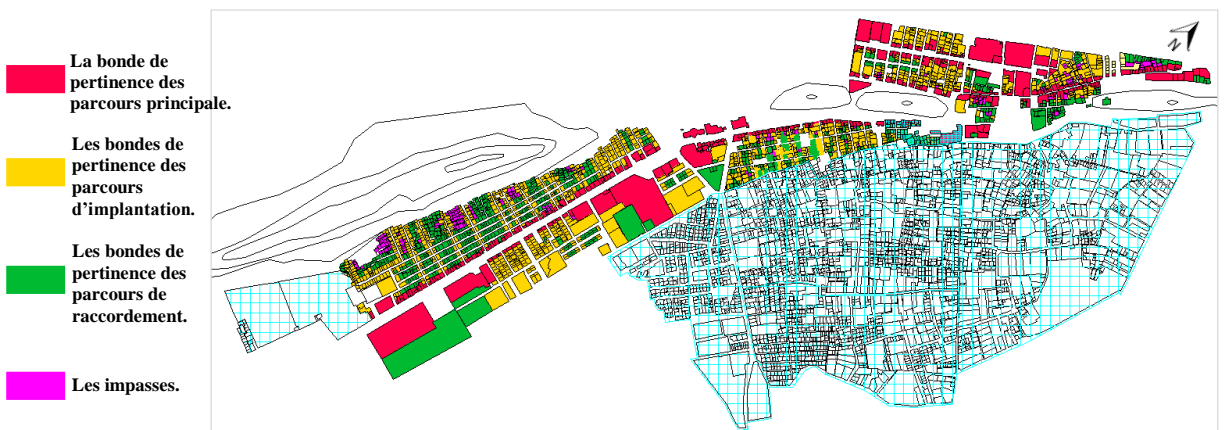 La bonde de
pertinence des
parcours principale.
Les bondes de
pertinence des
parcours
d’implantation.
Les bondes de
pertinence des
parcours de
raccordement.
Les impasses.
N